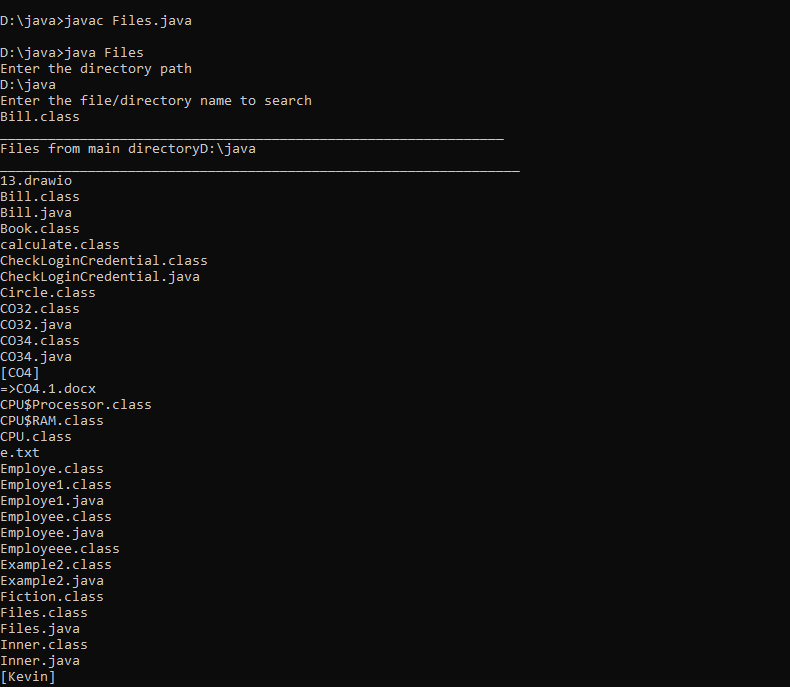 D:\java>javac Files.java
D:\java>java Files
Enter the directory path
D:\java
Enter the file/directory name to search
Bill.class
_______________________________________________________________
Files from main directoryD:\java
_________________________________________________________________
13.drawio
Bill.class
Bill.java
Book.class
calculate.class
CheckLoginCredential.class
CheckLoginCredential.java
Circle.class
CO32.class
CO32.java
CO34.class
CO34.java
[CO4]
=>CO4.1.docx
CPU$Processor.class
CPU$RAM.class
CPU.class
e.txt
Employe.class
Employe1.class
Employe1.java
Employee.class
Employee.java
Employeee.class
Example2.class
Example2.java
Fiction.class
Files.class
Files.java
Inner.class
Inner.java
[Kevin]